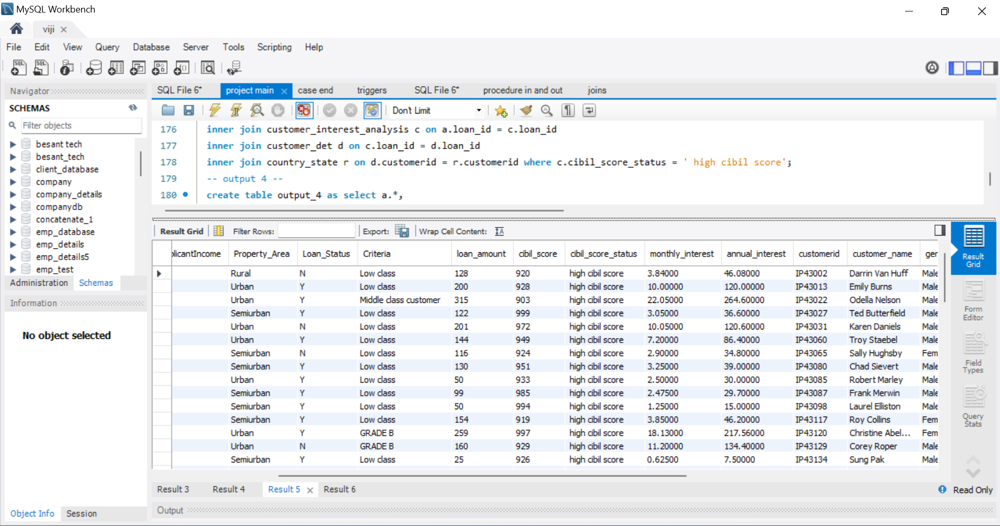 MySQL Workbench
viji
File Edit View Query Database Server Tools Scripting Help
Navigator
SCHEMAS
Filter objects
besant tech
besant_tech
client_database
company
company_details
companydb
concatenate_1
emp_database
emp_details
emp_details5
emp_test
Administration Schemas
Information
No object selected
Object Info Session
SQL File 6* project main case end triggers SQL File 6* procedure in and out joins
Don't Limit
176 inner join customer_interest_analysis c on a.loan_id = c.loan_id
177 inner join customer_det d on c.loan_id = d.loan_id
178 inner join country_state r on d.customerid = r.customerid where c.cibil_score_status = ' high cibil score';
179 -- output 4 --
180 create table output_4 as select a.*,
Result Grid Filter Rows: Export: Wrap Cell Content:
plicantIncome Property_Area Loan_Status Criteria loan_amount cibil_score cibil_score_status monthly_interest annual_interest customerid customer_name ger
Rural N Low class 128 920 high cibil score 3.84000 46.08000 IP43002 Darrin Van Huff Male
Urban Y Low class 200 928 high cibil score 10.00000 120.00000 IP43013 Emily Burns Male
Urban Y Middle class customer 315 903 high cibil score 22.05000 264.60000 IP43022 Odella Nelson Male
Semiurban Y Low class 122 999 high cibil score 3.05000 36.60000 IP43027 Ted Butterfield Male
Urban N Low class 201 972 high cibil score 10.05000 120.60000 IP43031 Karen Daniels Male
Urban Y Low class 144 949 high cibil score 7.20000 86.40000 IP43060 Troy Staebel Male
Semiurban N Low class 116 924 high cibil score 2.90000 34.80000 IP43065 Sally Hughsby Fem
Semiurban Y Low class 130 951 high cibil score 3.25000 39.00000 IP43080 Chad Sievert Male
Urban Y Low class 50 933 high cibil score 2.50000 30.00000 IP43085 Robert Marley Male
Semiurban Y Low class 99 985 high cibil score 2.47500 29.70000 IP43087 Frank Merwin Male
Semiurban Y Low class 50 994 high cibil score 1.25000 15.00000 IP43098 Laurel Elliston Male
Semiurban Y Low class 154 919 high cibil score 3.85000 46.20000 IP43117 Roy Collins Fem
Urban Y GRADE B 259 997 high cibil score 18.13000 217.56000 IP43120 Christine Abel... Fem
Urban N GRADE B 160 929 high cibil score 11.20000 134.40000 IP43129 Corey Roper Male
Semiurban Y Low class 25 926 high cibil score 0.62500 7.50000 IP43134 Sung Pak Male
Result
Grid
Form
Editor
Field
Types
Query
Stats
Result 3 Result 4 Result 5 Result 6
Read Only
Output